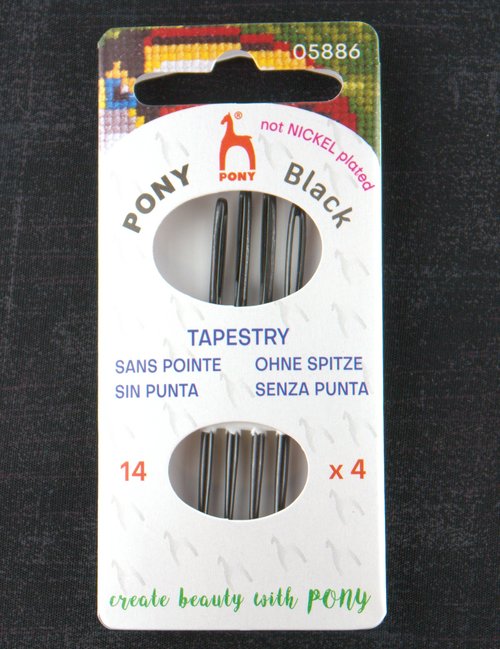 05886
not NICKEL plated
®
PONY
PONY Black
TAPESTRY
SANS POINTE OHNE SPITZE
SIN PUNTA SENZA PUNTA
14 x 4
create beauty with PONY